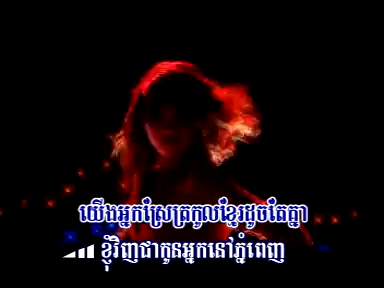 យើងអ្នកស្រែត្រកូលខ្មែរដូចតែគ្នា
ខ្ញុំវិញជាកូនអ្នកនៅភ្នំពេញ